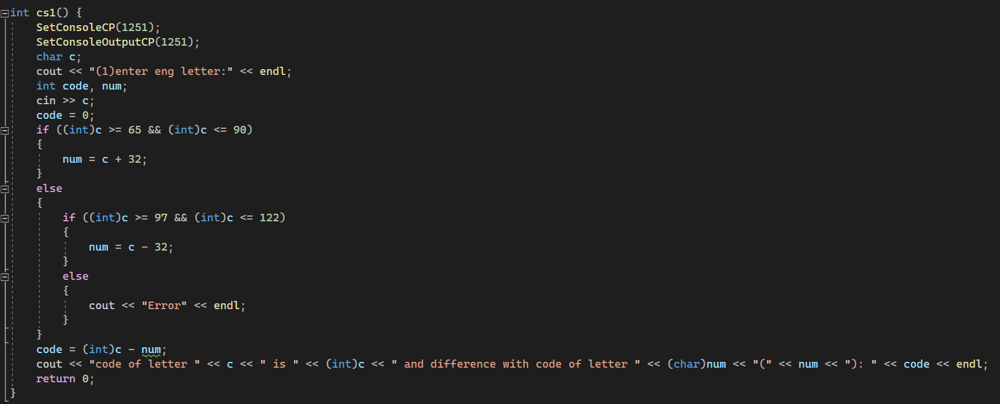 int cs1() {
SetConsoleCP(1251);
SetConsoleOutputCP(1251);
char c;
cout << "(1)enter eng letter:" << endl;
int code, num;
cin >> c;
code = 0;
if ((int)c >= 65 && (int)c <= 90)
{
num = c + 32;
}
else
{
if ((int)c >= 97 && (int)c <= 122)
{
num = c - 32;
}
else
{
cout << "Error" << endl;
}
}
code = (int)c - num;
cout << "code of letter " << c << " is " << (int)c << " and difference with code of letter " << (char)num << "(" << num << "): " << code << endl;
return 0;
}